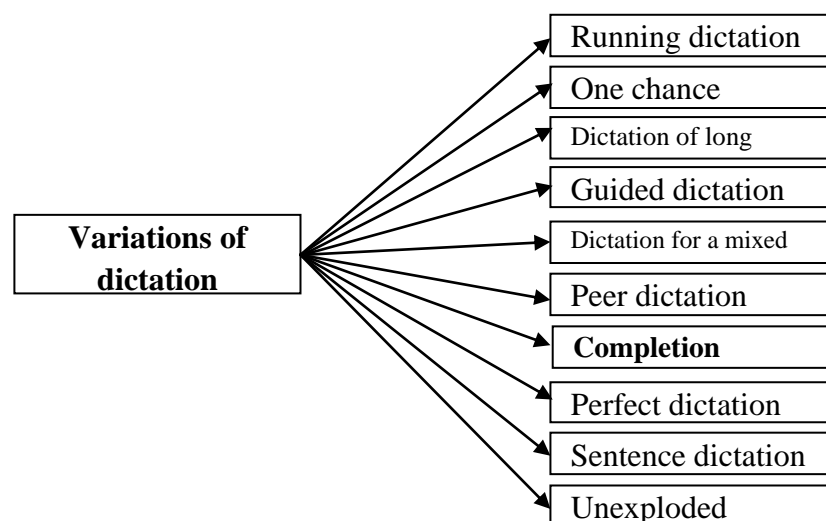 Running dictation
One chance
Dictation of long
Guided dictation
Variations of
dictation
Dictation for a mixed
Peer dictation
Completion
Perfect dictation
Sentence dictation
Unexploded